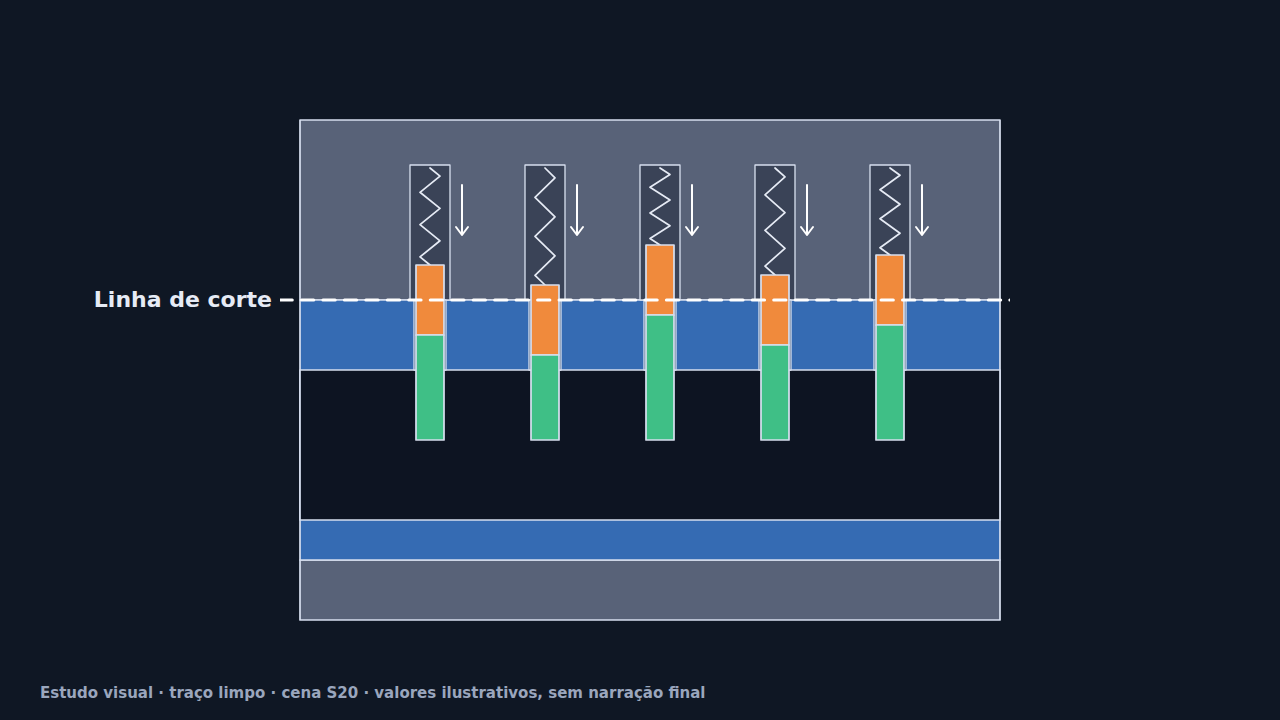 Linha de corte
Estudo visual · traço limpo · cena S20 · valores ilustrativos, sem narração final